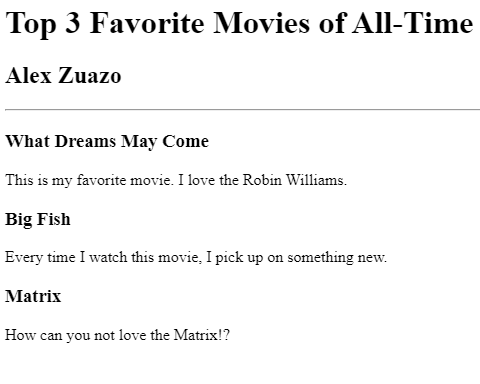 Top 3 Favorite Movies of All-Time
Alex Zuazo
What Dreams May Come
This is my favorite movie. I love the Robin Williams.
Big Fish
Every time I watch this movie, I pick up on something new.
Matrix
How can you not love the Matrix!?